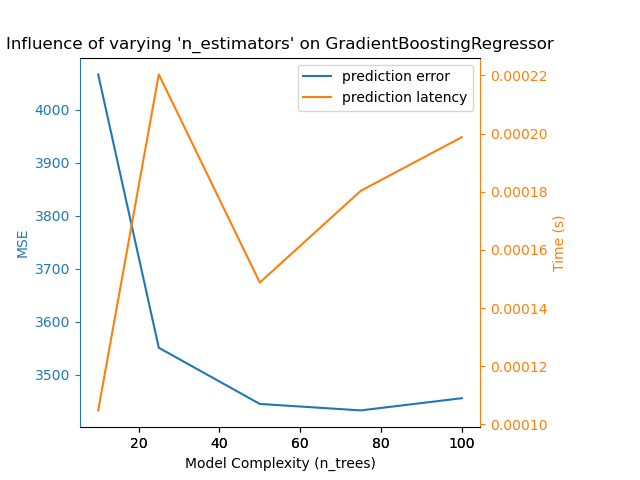 Influence of varying 'n_estimators' on GradientBoostingRegressor
prediction error
prediction latency
MSE
4000
3900
3800
3700
3600
3500
0.00022
0.00020
0.00018
0.00016
0.00014
0.00012
0.00010
Time (s)
20 40 60 80 100
Model Complexity (n_trees)